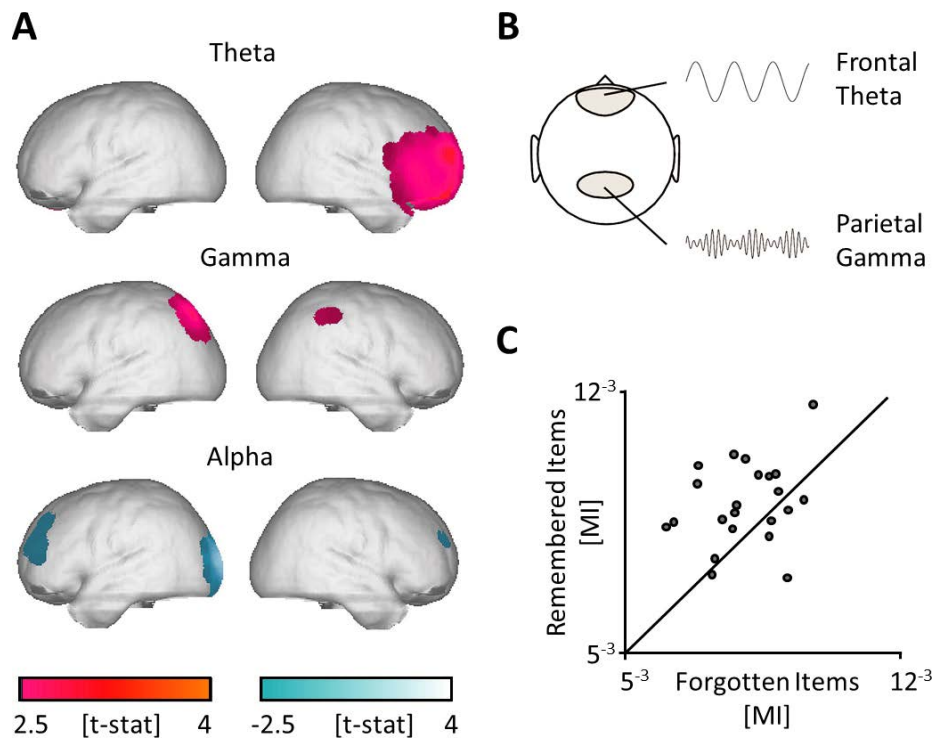 A
Theta
Gamma
Alpha
2.5 [t-stat] 4
-2.5 [t-stat] 4
B
Frontal
Theta
Parietal
Gamma
C
12-3
Remembered Items
[MI]
5-3
5-3 Forgotten Items 12-3
[MI]